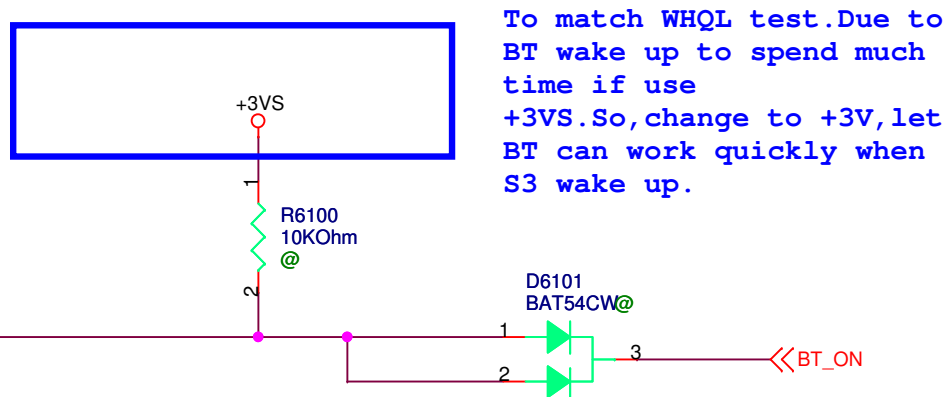 To match WHQL test.Due to
BT wake up to spend much
time if use
+3VS.So,change to +3V,let
BT can work quickly when
S3 wake up.
+3VS
1
R6100
10KOhm
@
2
D6101
BAT54CW@
1
3
BT_ON
2